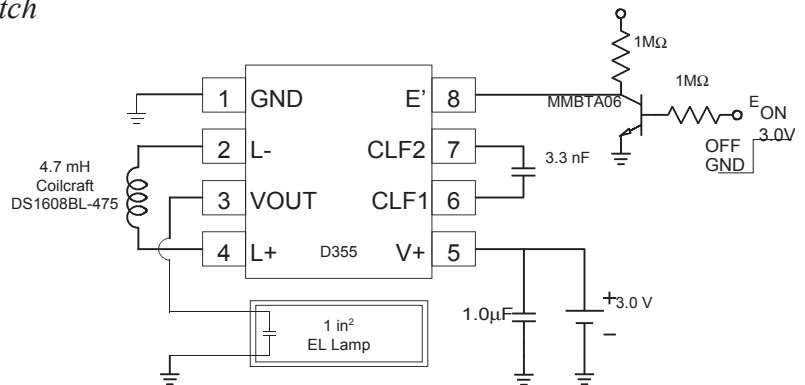 tch
1MΩ
1MΩ
MMBTA06
E ON
3.0V
OFF
GND
1 GND
E' 8
2 L-
CLF2 7
3.3 nF
4.7 mH
Coilcraft
DS1608BL-475
3 VOUT
CLF1 6
4 L+
D355
V+ 5
1.0μF
+
3.0 V
–
1 in²
EL Lamp